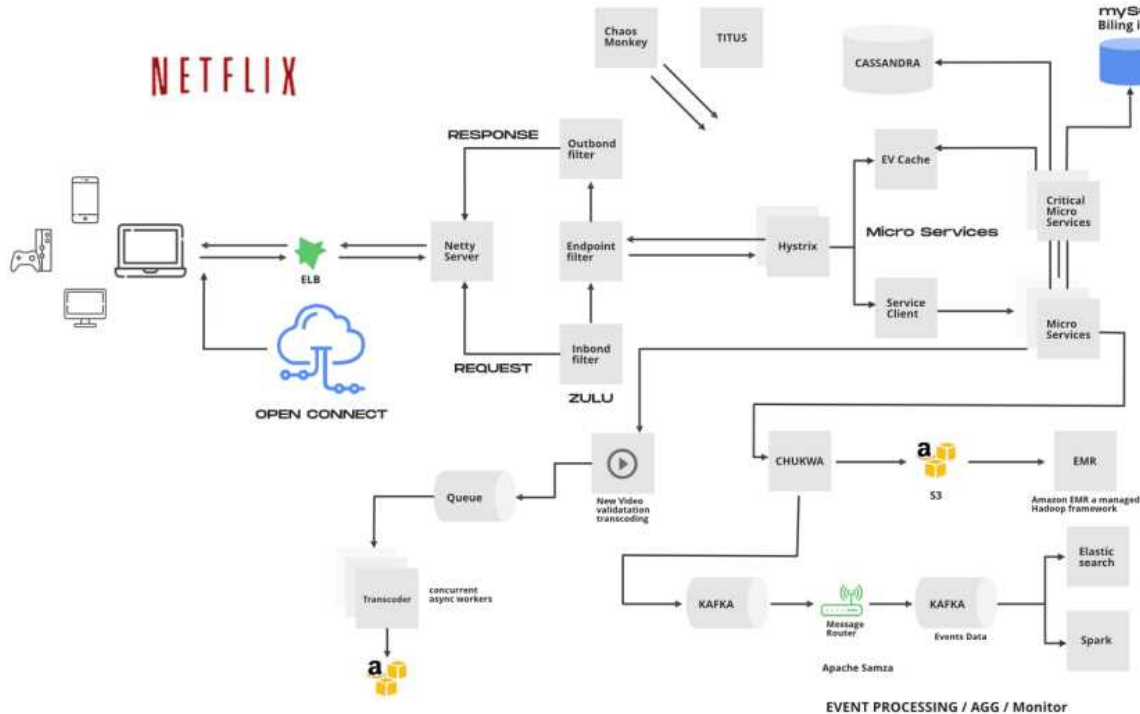 NETFLIX
Chaos
Monkey
TITUS
CASSANDRA
Biling i
RESPONSE
Outbond
filter
EV Cache
Critical
Micro
Services
Netty
Server
Endpoint
filter
Hystrix
Micro Services
ELB
Service
Client
Micro
Services
REQUEST
Inbond
filter
ZULU
OPEN CONNECT
Queue
New Video
validatation
transcoding
CHUKWA
a
S3
EMR
Amazon EMR a managed
Hadoop framework
Transcoder
concurrent
async workers
KAFKA
Message
Router
KAFKA
Events Data
Elastic
search
Spark
a
Apache Samza
EVENT PROCESSING / AGG / Monitor